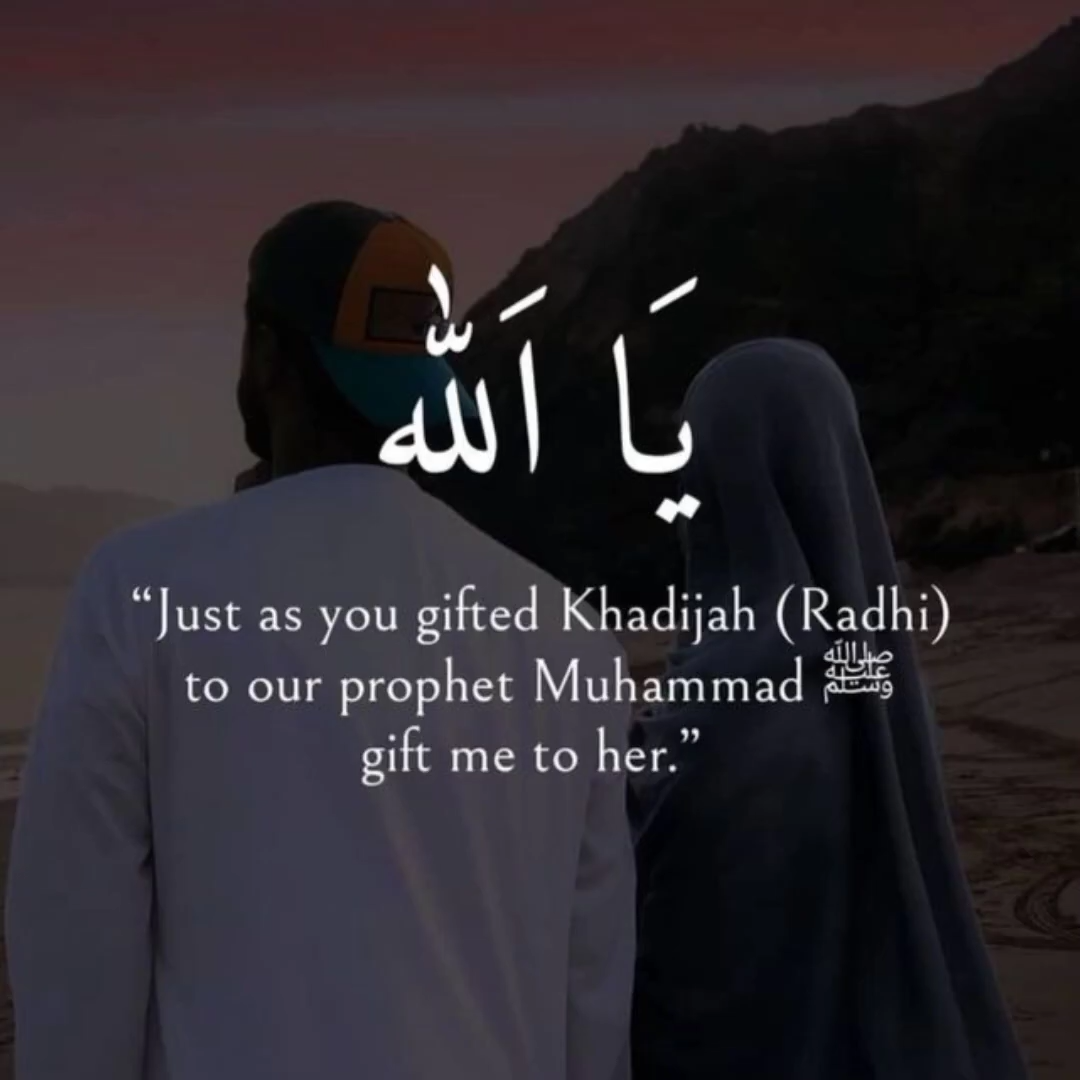 يَا اَللّٰه
“Just as you gifted Khadijah (Radhi)
to our prophet Muhammad ﷺ
gift me to her.”